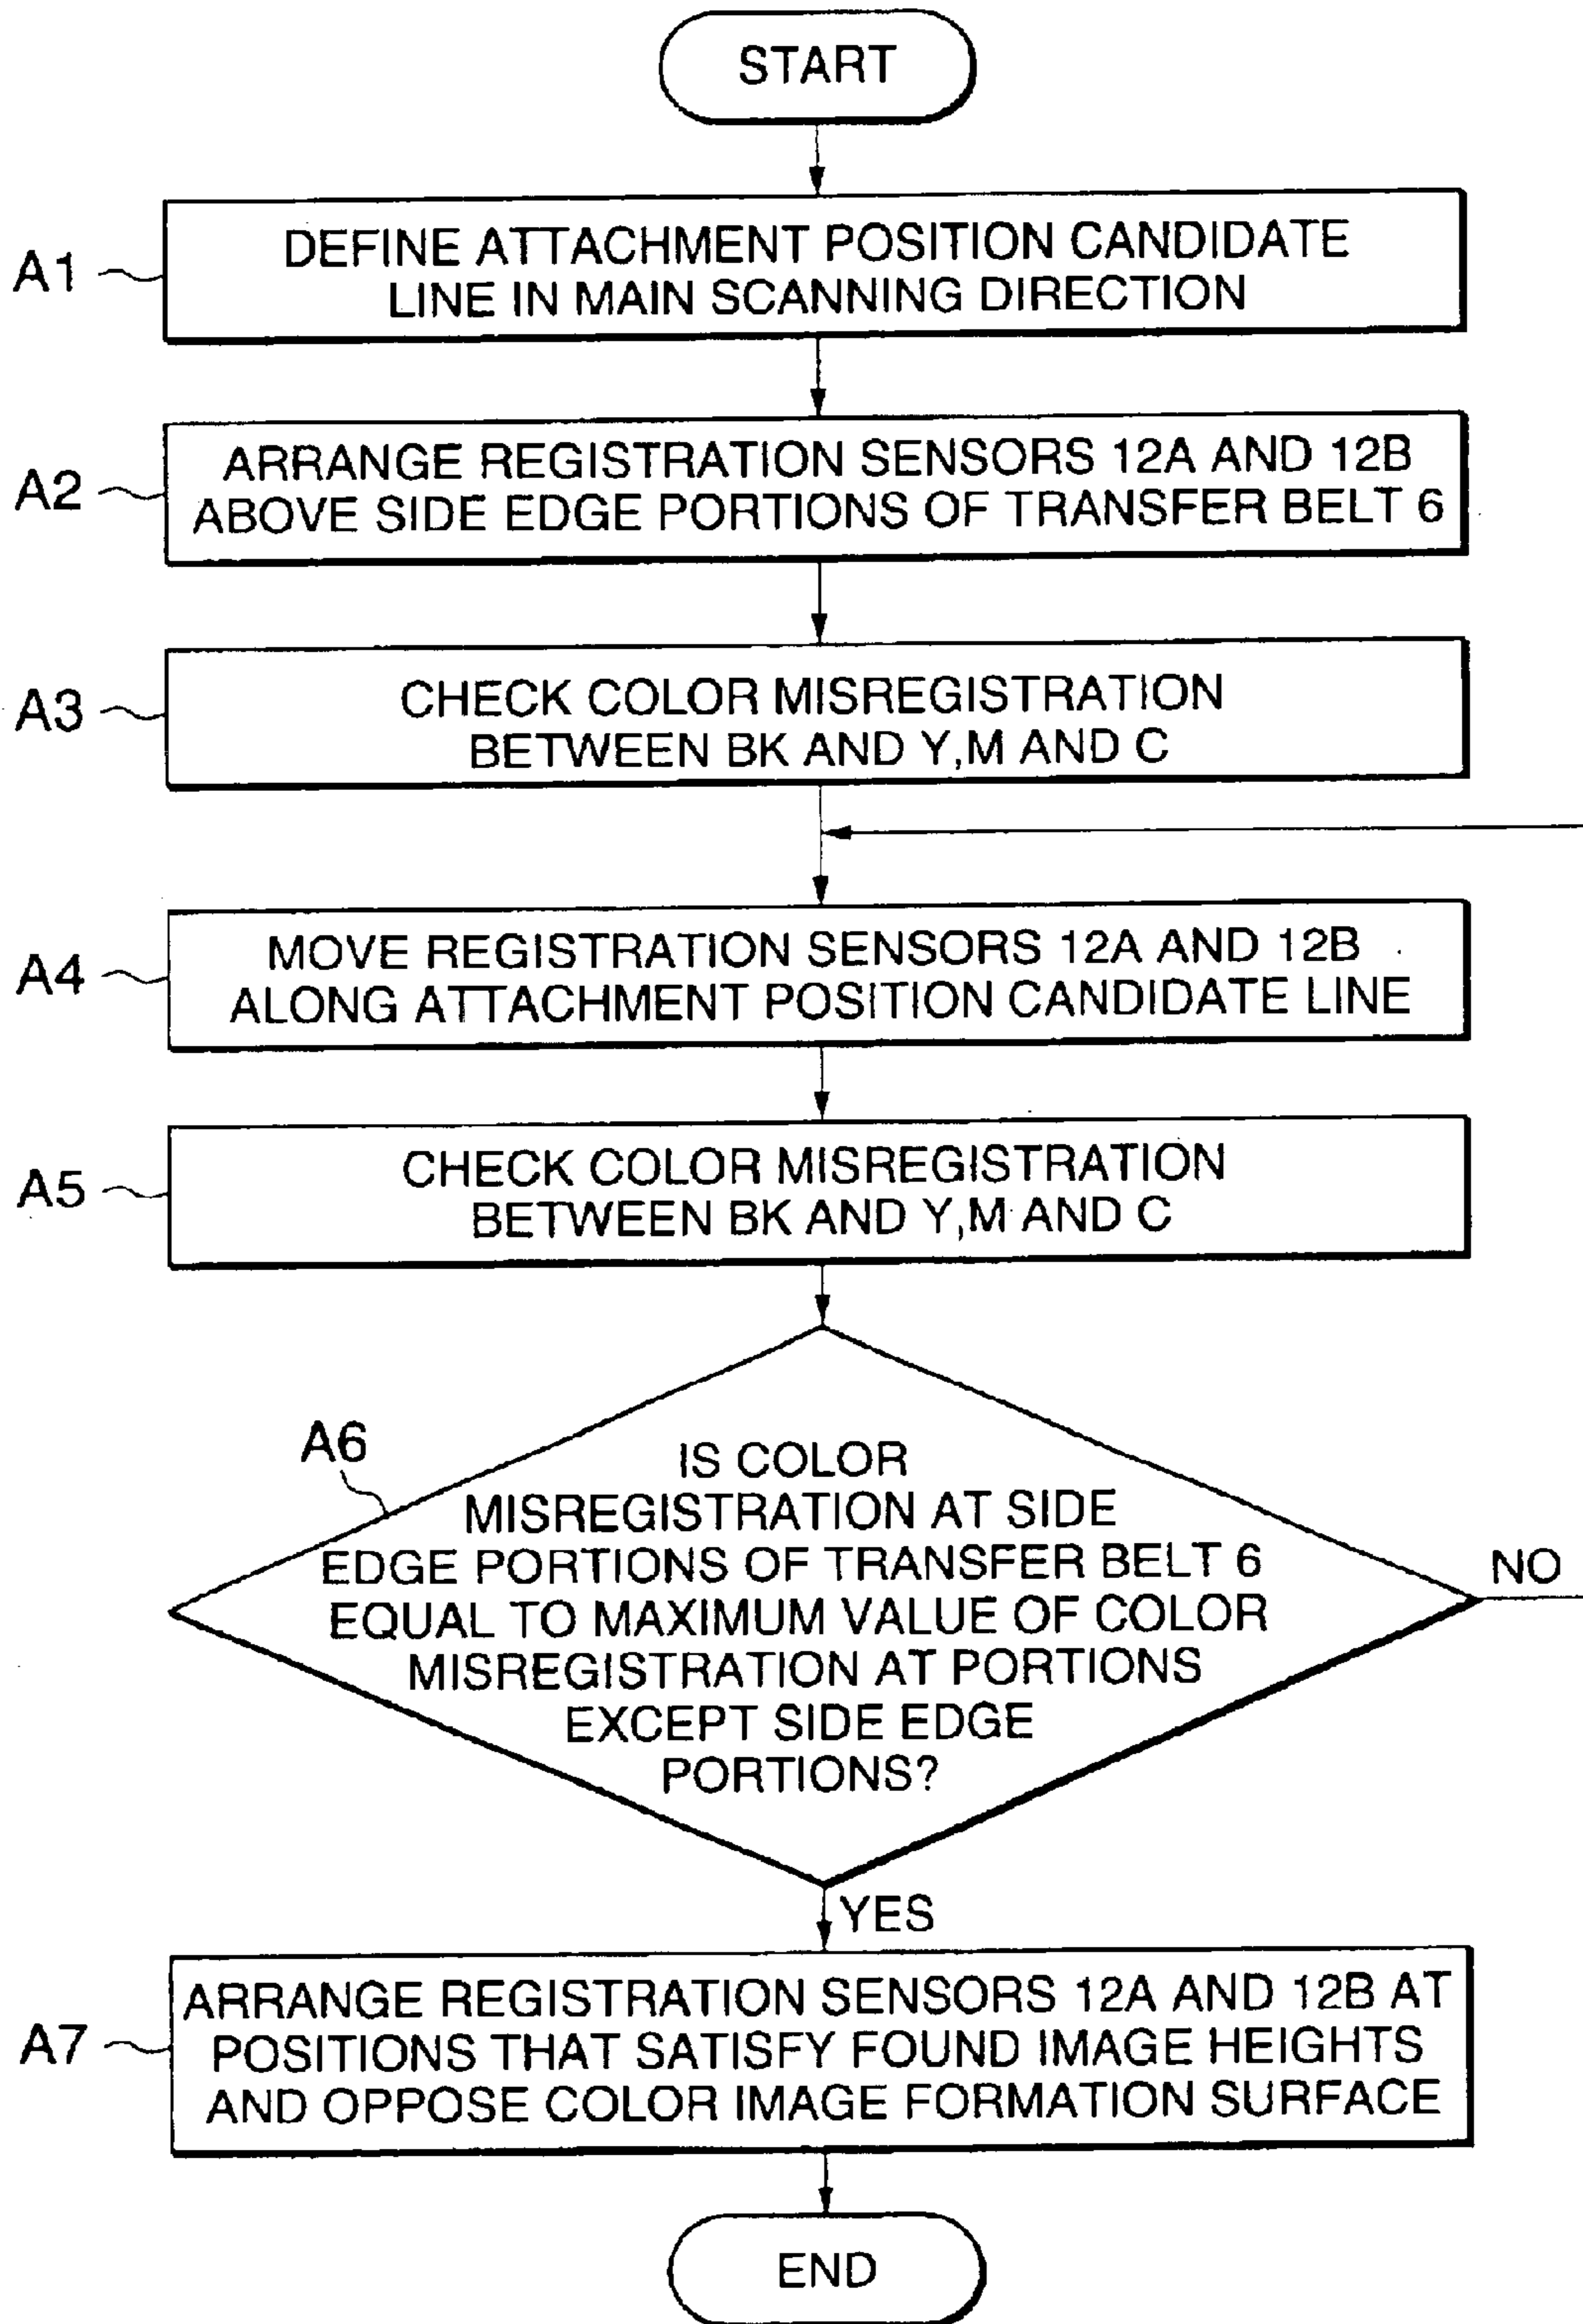 START
A1
DEFINE ATTACHMENT POSITION CANDIDATE
LINE IN MAIN SCANNING DIRECTION
A2
ARRANGE REGISTRATION SENSORS 12A AND 12B
ABOVE SIDE EDGE PORTIONS OF TRANSFER BELT 6
A3
CHECK COLOR MISREGISTRATION
BETWEEN BK AND Y,M AND C
A4
MOVE REGISTRATION SENSORS 12A AND 12B
ALONG ATTACHMENT POSITION CANDIDATE LINE
A5
CHECK COLOR MISREGISTRATION
BETWEEN BK AND Y,M AND C
A6
IS COLOR
MISREGISTRATION AT SIDE
EDGE PORTIONS OF TRANSFER BELT 6
EQUAL TO MAXIMUM VALUE OF COLOR
MISREGISTRATION AT PORTIONS
EXCEPT SIDE EDGE
PORTIONS?
NO
YES
A7
ARRANGE REGISTRATION SENSORS 12A AND 12B AT
POSITIONS THAT SATISFY FOUND IMAGE HEIGHTS
AND OPPOSE COLOR IMAGE FORMATION SURFACE
END